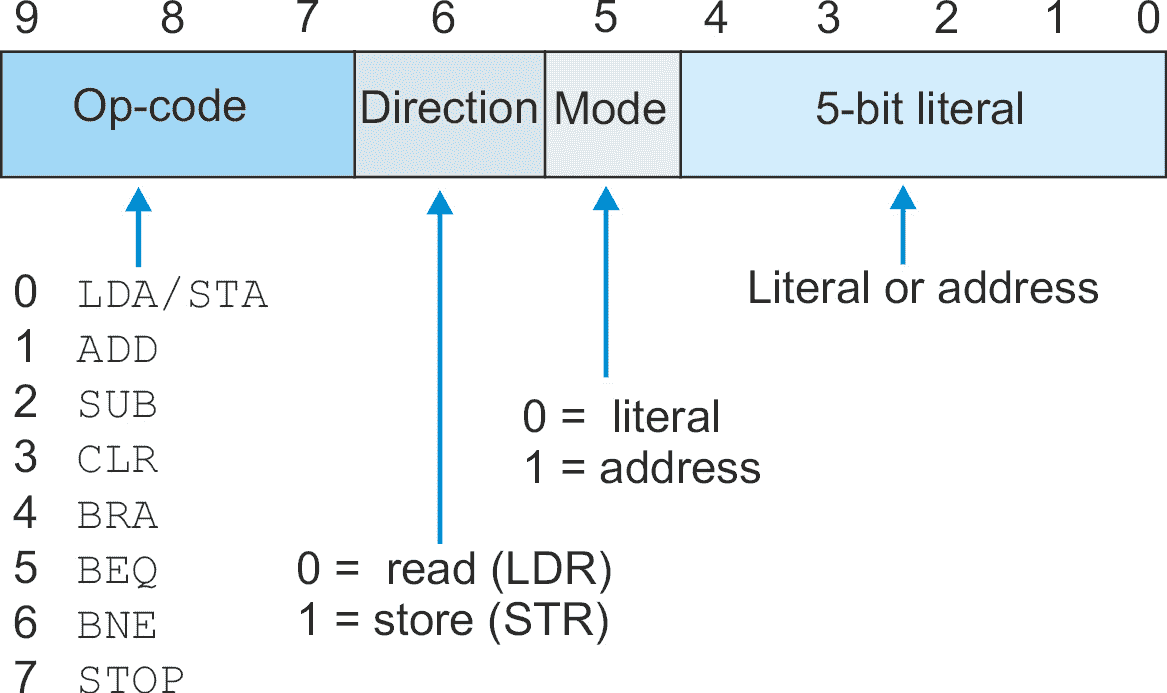 9 8 7 6 5 4 3 2 1 0
Op-code Direction Mode 5-bit literal
0 LDA/STA
1 ADD
2 SUB
3 CLR
4 BRA
5 BEQ
6 BNE
7 STOP
0 = read (LDR)
1 = store (STR)
0 = literal
1 = address
Literal or address